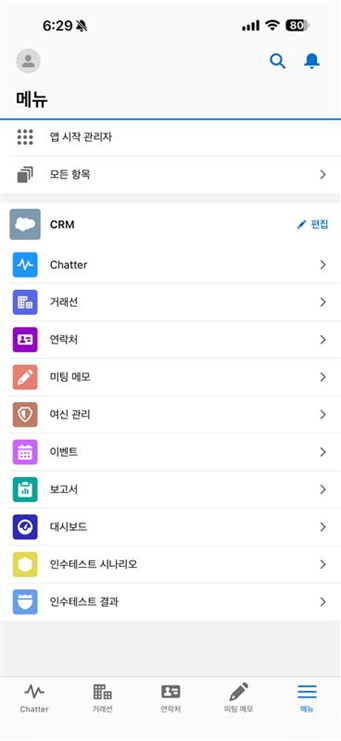 6:29
80
메뉴
앱 시작 관리자
모든 항목
CRM
편집
Chatter
거래선
연락처
미팅 메모
여신 관리
이벤트
보고서
대시보드
인수테스트 시나리오
인수테스트 결과
Chatter
거래선
연락처
미팅 메모
메뉴